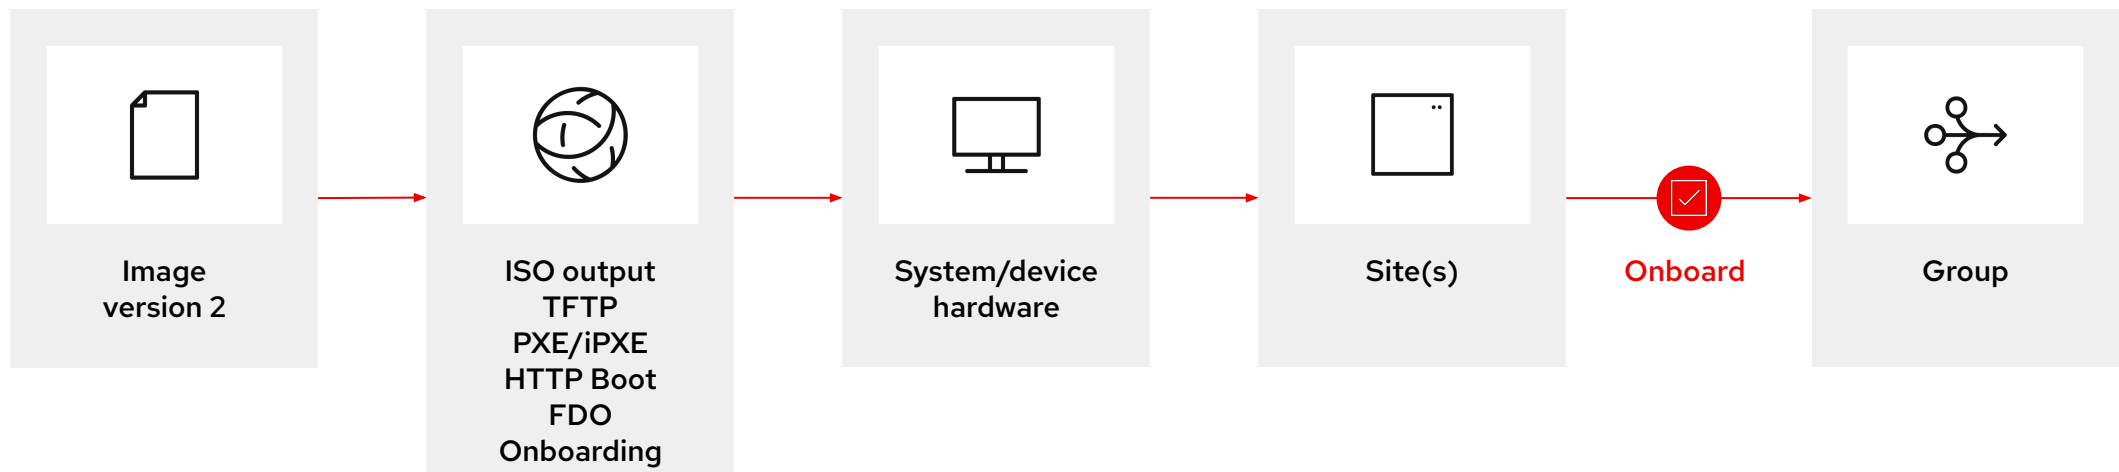 Image
version 2
ISO output
TFTP
PXE/iPXE
HTTP Boot
FDO
Onboarding
System/device
hardware
Site(s)
Onboard
Group